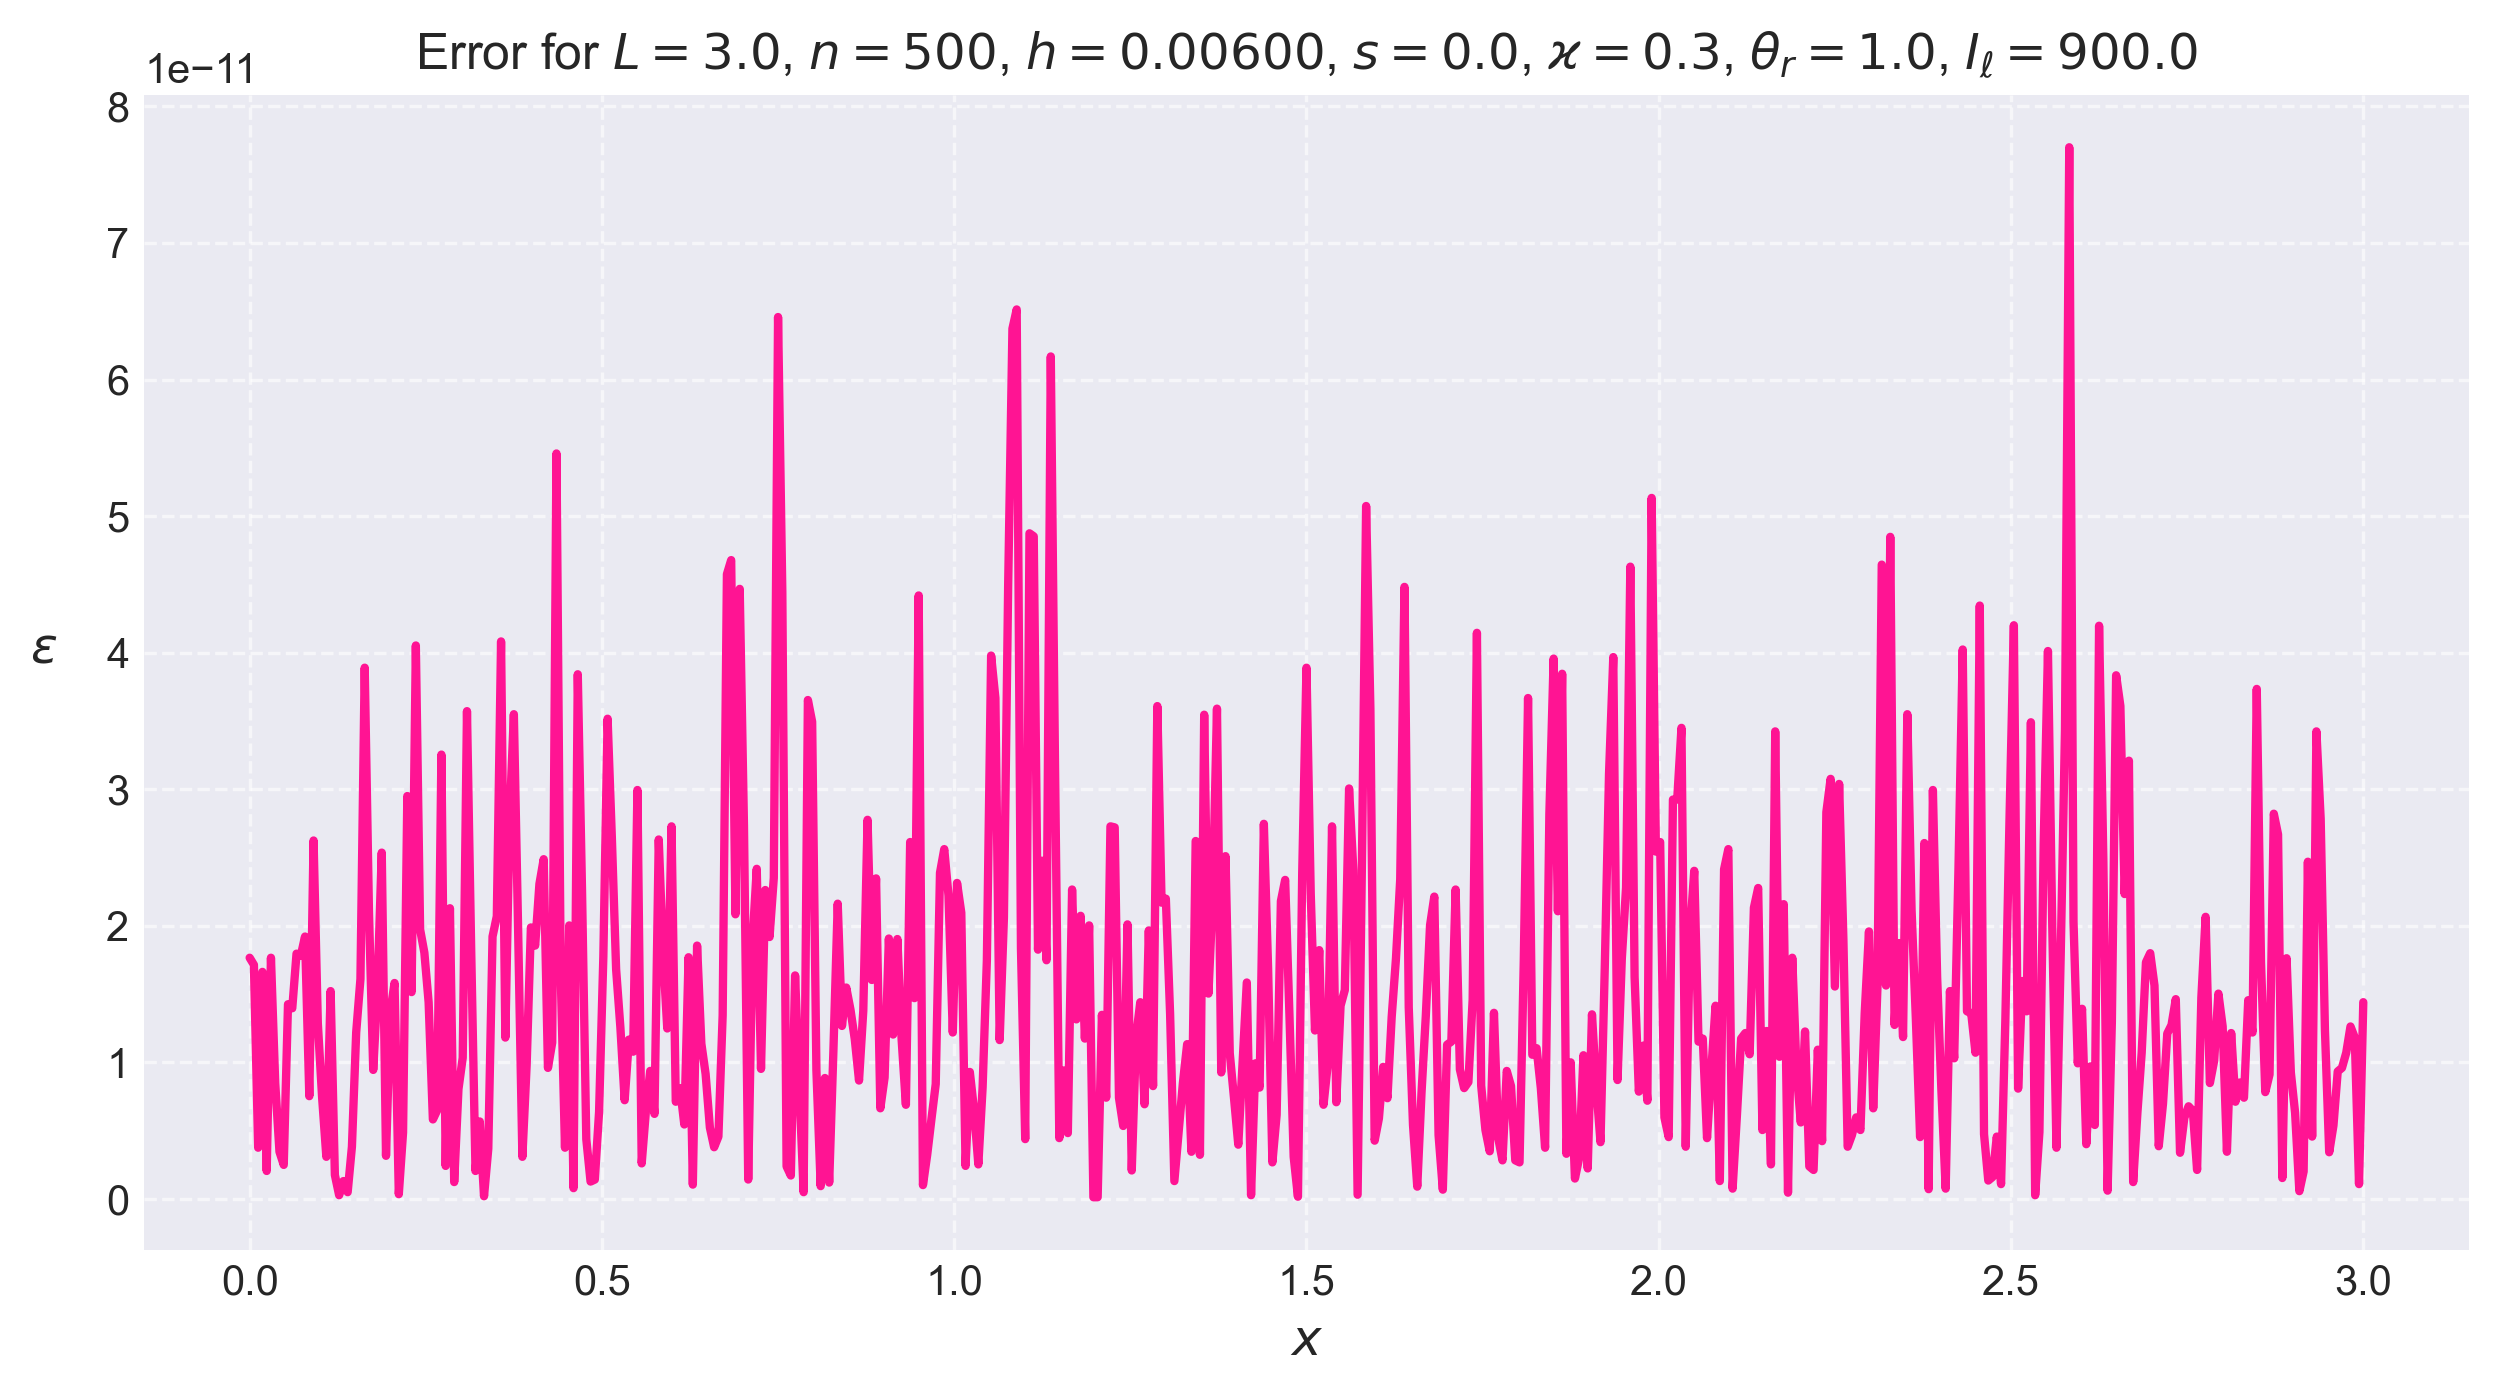 Error for L = 3.0, n = 500, h = 0.00600, s = 0.0, ϰ = 0.3, θᵣ = 1.0, I_ℓ = 900.0
1e−11
8
7
6
5
4
3
2
1
0
ε
0.0 0.5 1.0 1.5 2.0 2.5 3.0
x